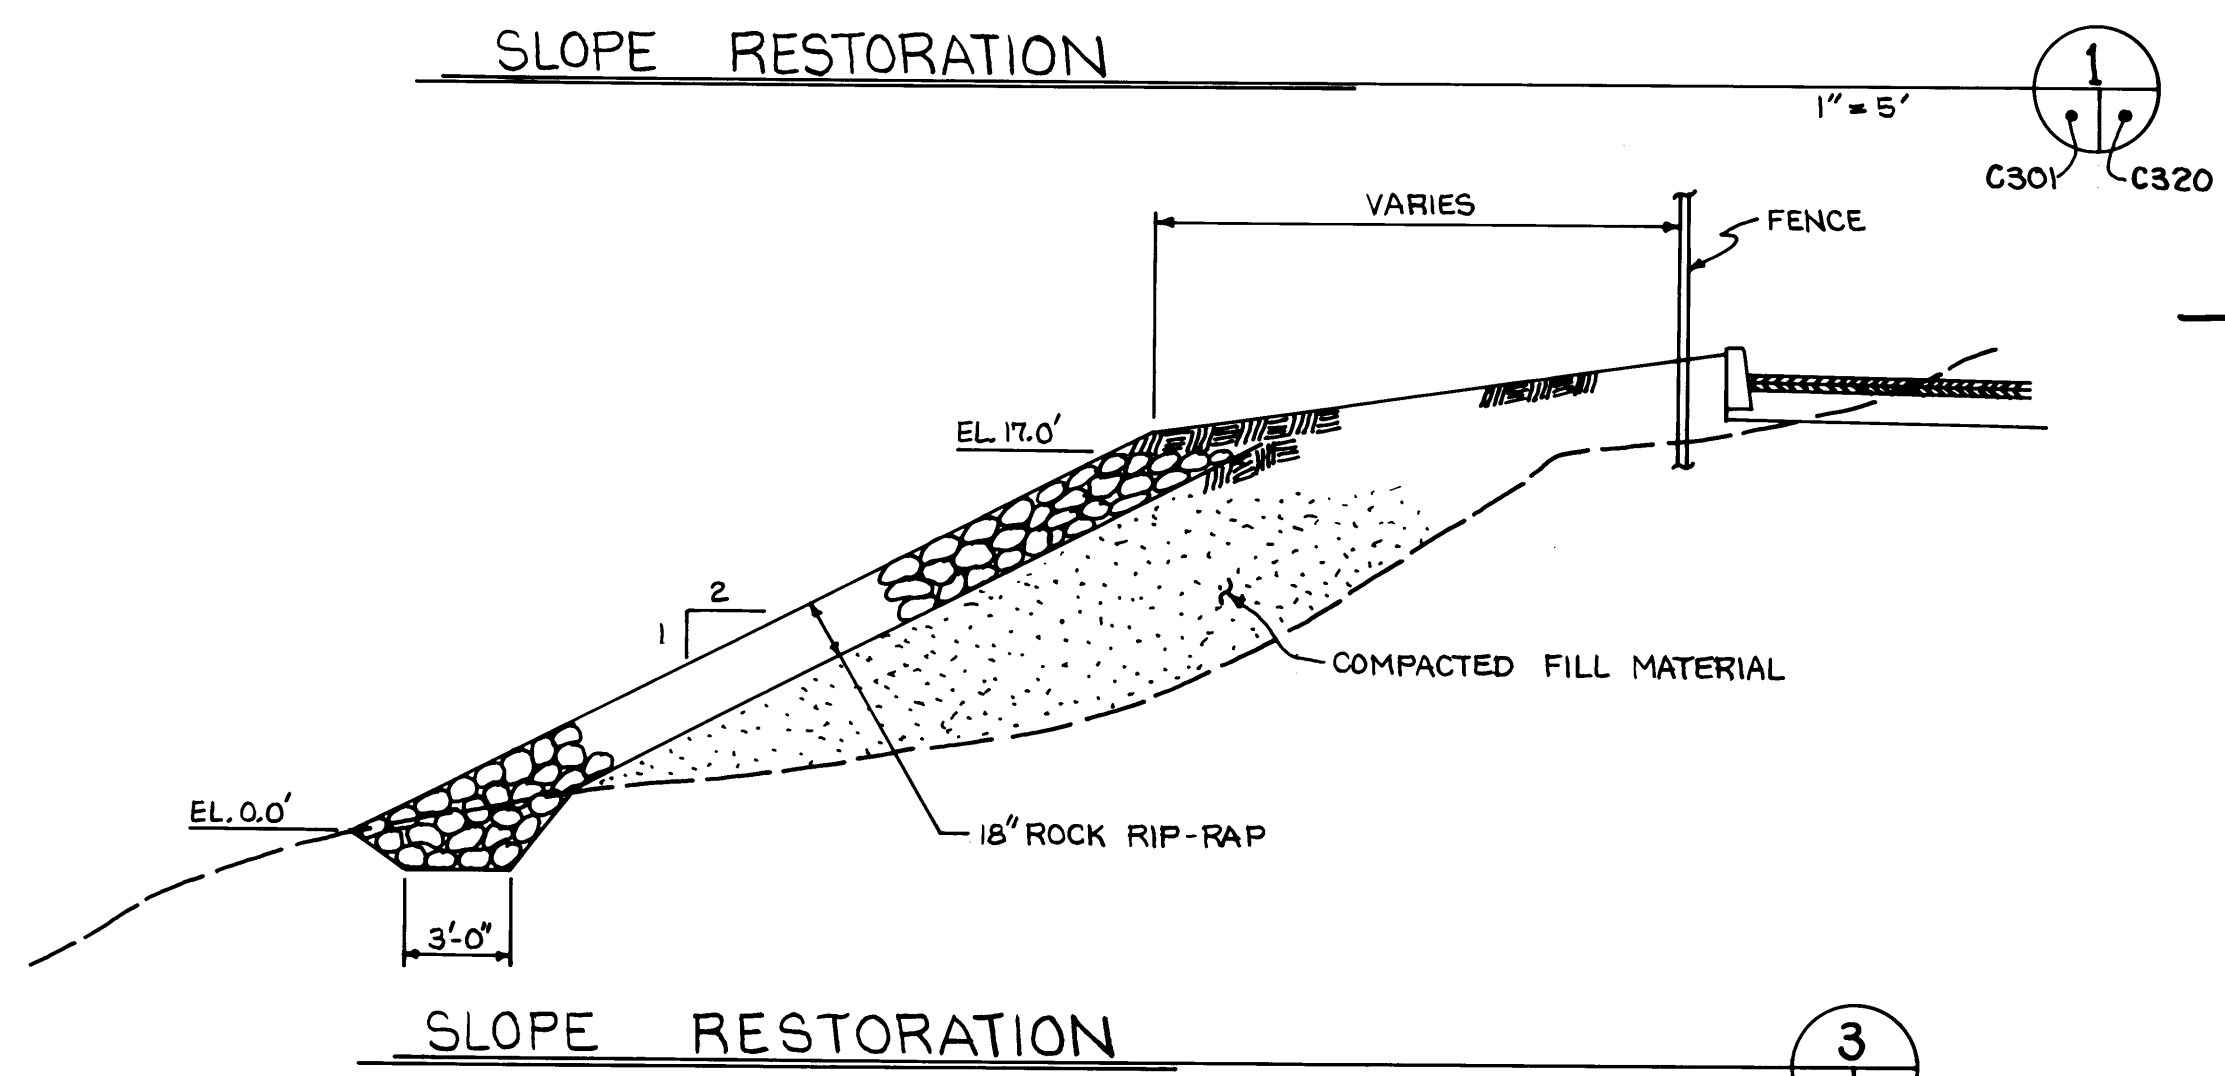 SLOPE RESTORATION
1
1" = 5'
C301
C320
VARIES
FENCE
EL. 17.0'
2
1
COMPACTED FILL MATERIAL
EL. 0.0'
18" ROCK RIP-RAP
3'-0"
SLOPE RESTORATION
3